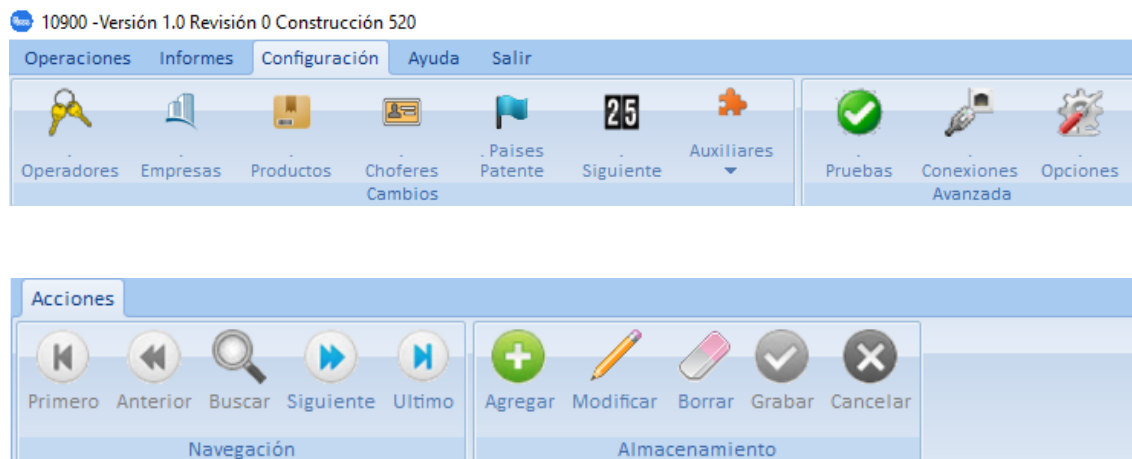 10900 -Versión 1.0 Revisión 0 Construcción 520
Operaciones Informes Configuración Ayuda Salir
25
. . . . . Paises . Auxiliares . . .
Operadores Empresas Productos Choferes Patente Siguiente Pruebas Conexiones Opciones
Cambios Avanzada
Acciones
Primero Anterior Buscar Siguiente Ultimo Agregar Modificar Borrar Grabar Cancelar
Navegación Almacenamiento